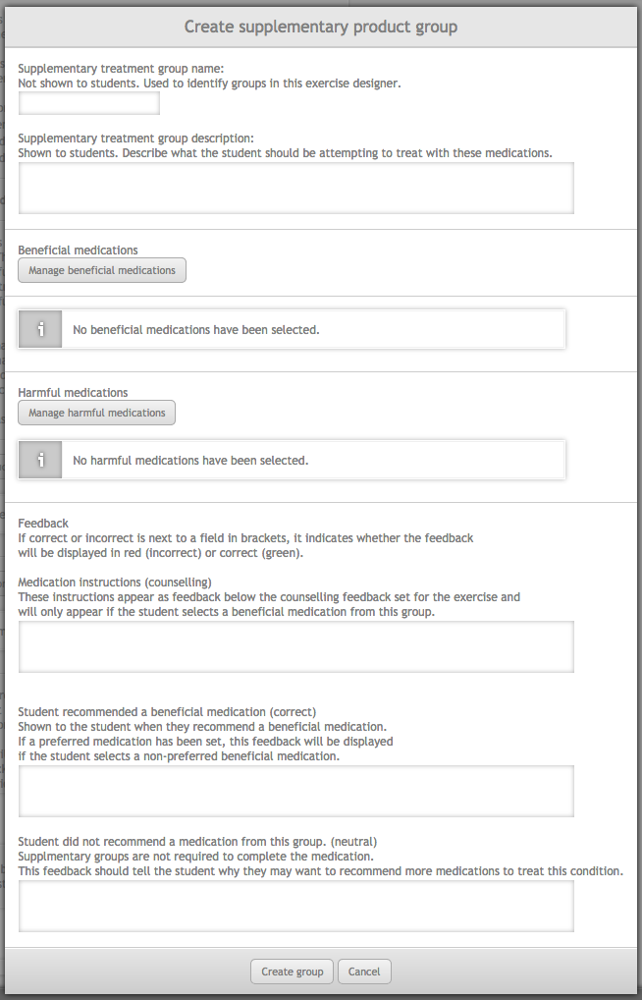 Create supplementary product group
Supplementary treatment group name:
Not shown to students. Used to identify groups in this exercise designer.
Supplementary treatment group description:
Shown to students. Describe what the student should be attempting to treat with these medications.
Beneficial medications
Manage beneficial medications
No beneficial medications have been selected.
Harmful medications
Manage harmful medications
No harmful medications have been selected.
Feedback
If correct or incorrect is next to a field in brackets, it indicates whether the feedback
will be displayed in red (incorrect) or correct (green).
Medication instructions (counselling)
These instructions appear as feedback below the counselling feedback set for the exercise and
will only appear if the student selects a beneficial medication from this group.
Student recommended a beneficial medication (correct)
Shown to the student when they recommend a beneficial medication.
If a preferred medication has been set, this feedback will be displayed
if the student selects a non-preferred beneficial medication.
Student did not recommend a medication from this group. (neutral)
Supplmentary groups are not required to complete the medication.
This feedback should tell the student why they may want to recommend more medications to treat this condition.
Create group
Cancel